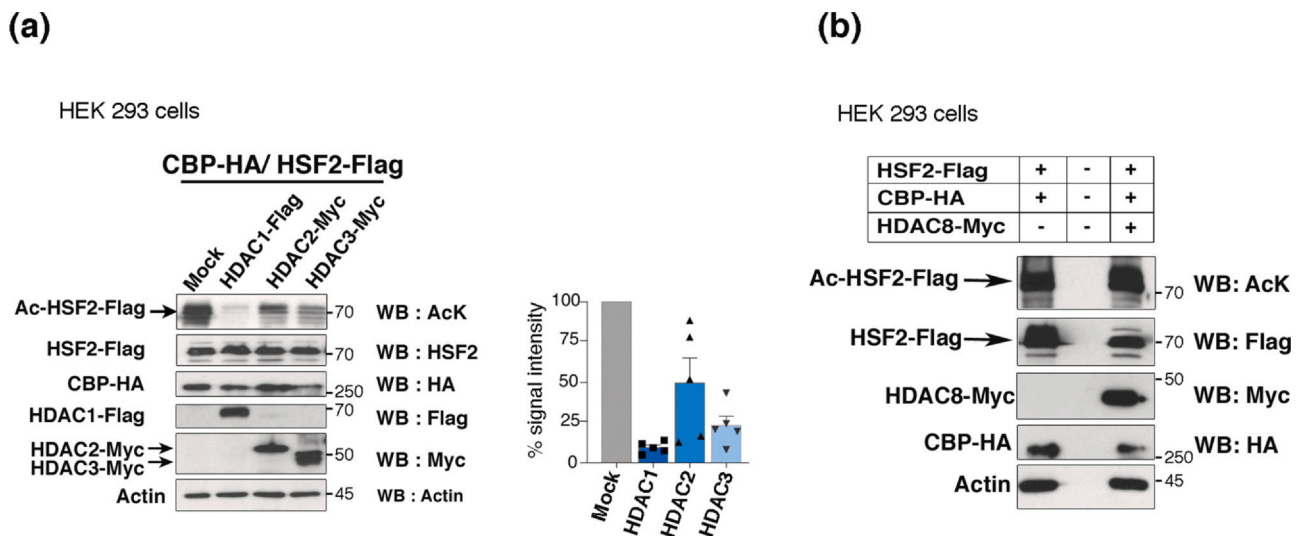 (a)
HEK 293 cells
CBP-HA/ HSF2-Flag
Mock
HDAC1-Flag
HDAC2-Myc
HDAC3-Myc
Ac-HSF2-Flag 70 WB : AcK
HSF2-Flag 70 WB : HSF2
CBP-HA 250 WB : HA
HDAC1-Flag 70 WB : Flag
HDAC2-Myc
HDAC3-Myc 50 WB : Myc
Actin 45 WB : Actin
% signal intensity
100
75
50
25
0
Mock
HDAC1
HDAC2
HDAC3
(b)
HEK 293 cells
HSF2-Flag + - +
CBP-HA + - +
HDAC8-Myc - - +
Ac-HSF2-Flag 70 WB: AcK
HSF2-Flag 70 WB: Flag
HDAC8-Myc 50 WB: Myc
CBP-HA 250 WB: HA
Actin 45